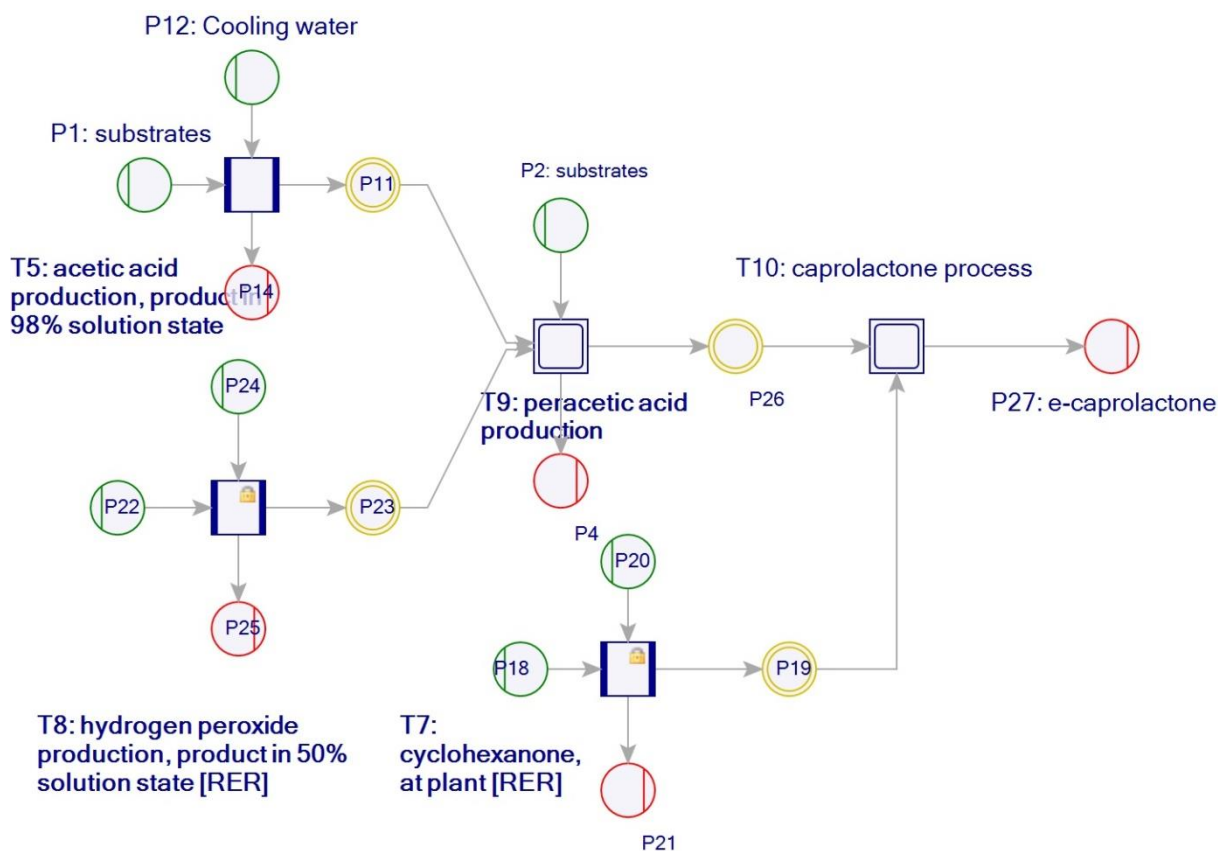 P12: Cooling water
P1: substrates
P11
P2: substrates
T5: acetic acid
production, product in
98% solution state
P14
T10: caprolactone process
P24
T9: peracetic acid
production
P26
P27: e-caprolactone
P22
P23
P4
P20
P25
P18
P19
T8: hydrogen peroxide
production, product in 50%
solution state [RER]
T7:
cyclohexanone,
at plant [RER]
P21